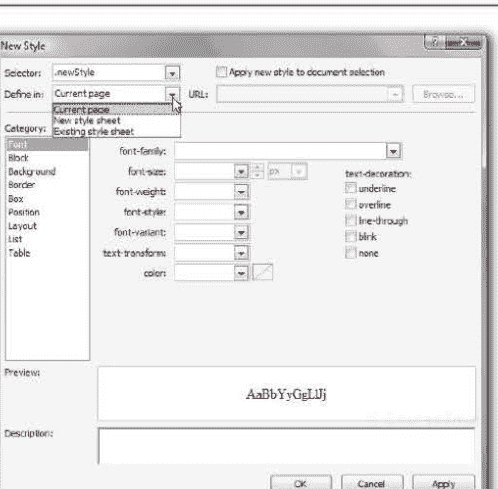 New Style
Selector: .newStyle Apply new style to document selection
Define in: Current page URL: Browse...
Current page
New style sheet
Existing style sheet
Category:
Font font-family:
Block font-size: px text-decoration:
Background font-weight: underline
Border font-style: overline
Box font-variant: line-through
Position text-transform: blink
Layout color: none
List
Table
Preview:
AaBbYyGgLlJj
Description:
OK Cancel Apply